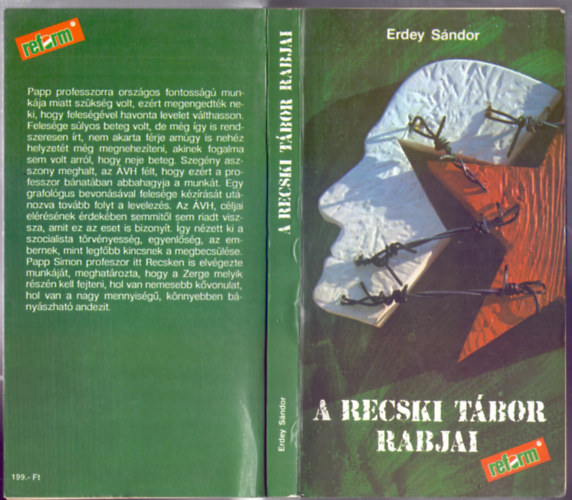 reform
Papp professzorra országos fontosságú mun-
kája miatt szükség volt, ezért megengedték ne-
ki, hogy feleségével havonta levelet válthasson.
Felesége súlyos beteg volt, de még így is rend-
szeresen írt, nem akarta férje amúgy is nehéz
helyzetét még megnehezíteni, akinek fogalma
sem volt arról, hogy neje beteg. Szegény asz-
szony meghalt, az ÁVH félt, hogy ezért a pro-
fesszor bánatában abbahagyja a munkát. Egy
grafológus bevonásával felesége kézírásátután-
nozva tovább folyt a levelezés. Az ÁVH, céljai
elérésének érdekében semmitől sem riadt visz-
sza, amit ez az eset is bizonyít. Így nézett ki a
szocialista törvényesség, egyenlőség, az em-
bernek, mint legfőbb kincsnek a megbecsülése.
Papp Simon professzor itt Recsken is elvégezte
munkáját, meghatározta, hogy a Zerge melyik
részén kell fejteni, hol van nemesebb kővonulat,
hol van a nagy mennyiségű, könnyebben bá-
nyászható andezit.
199.- Ft
A RECSKI TÁBOR RABJAI
Erdey Sándor
Erdey Sándor
A RECSKI TÁBOR
RABJAI
reform